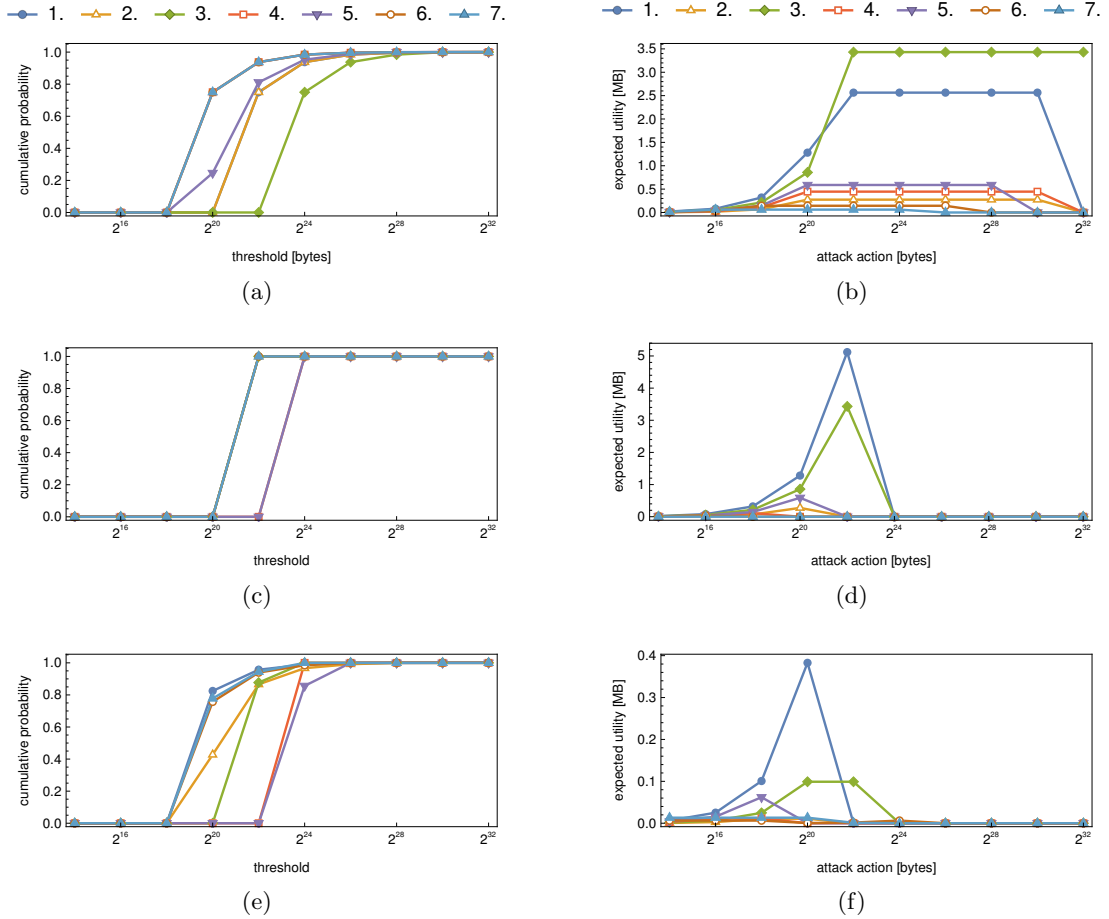 1. 2. 3. 4. 5. 6. 7.
1. 2. 3. 4. 5. 6. 7.
cumulative probability
1.0
0.8
0.6
0.4
0.2
0.0
2^16 2^20 2^24 2^28 2^32
threshold [bytes]
(a)
expected utility [MB]
3.5
3.0
2.5
2.0
1.5
1.0
0.5
0.0
2^16 2^20 2^24 2^28 2^32
attack action [bytes]
(b)
cumulative probability
1.0
0.8
0.6
0.4
0.2
0.0
2^16 2^20 2^24 2^28 2^32
threshold
(c)
expected utility [MB]
5
4
3
2
1
0
2^16 2^20 2^24 2^28 2^32
attack action [bytes]
(d)
cumulative probability
1.0
0.8
0.6
0.4
0.2
0.0
2^16 2^20 2^24 2^28 2^32
threshold
(e)
expected utility [MB]
0.4
0.3
0.2
0.1
0.0
2^16 2^20 2^24 2^28 2^32
attack action [bytes]
(f)